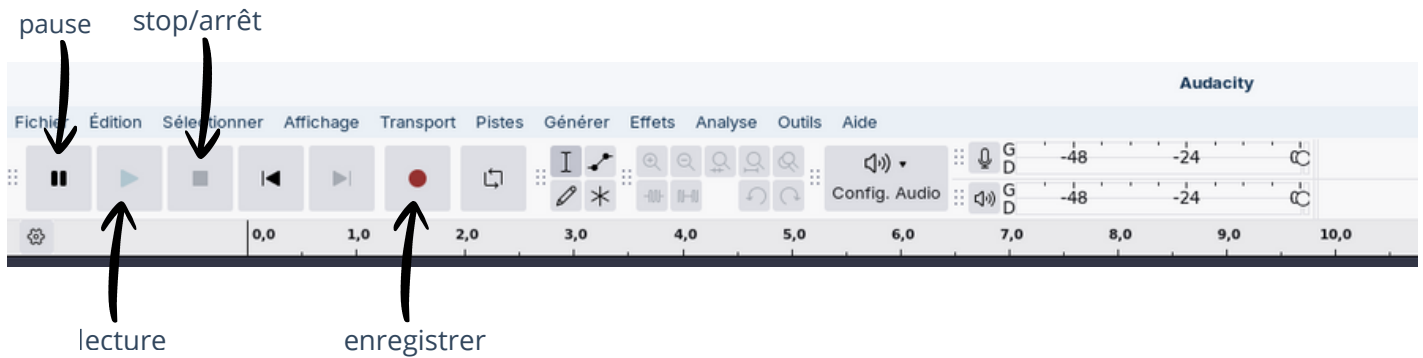 pause stop/arrêt
Audacity
Fichier Édition Sélectionner Affichage Transport Pistes Générer Effets Analyse Outils Aide
G
D -48 -24 0
Config. Audio
G
D -48 -24 0
0,0 1,0 2,0 3,0 4,0 5,0 6,0 7,0 8,0 9,0 10,0
lecture enregistrer